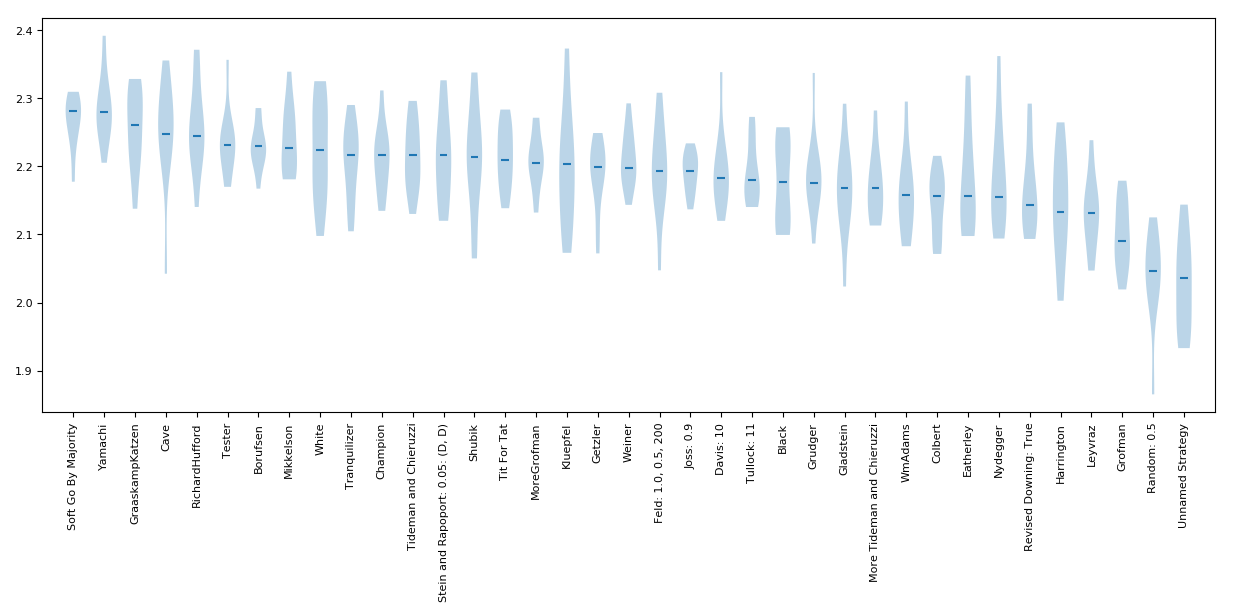 2.4
2.3
2.2
2.1
2.0
1.9
Soft Go By Majority
Yamachi
GraaskampKatzen
Cave
RichardHufford
Tester
Borufsen
Mikkelson
White
Tranquilizer
Champion
Tideman and Chieruzzi
Stein and Rapoport: 0.05: (D, D)
Shubik
Tit For Tat
MoreGrofman
Kluepfel
Getzler
Weiner
Feld: 1.0, 0.5, 200
Joss: 0.9
Davis: 10
Tullock: 11
Black
Grudger
Gladstein
More Tideman and Chieruzzi
WmAdams
Colbert
Eatherley
Nydegger
Revised Downing: True
Harrington
Leyvraz
Grofman
Random: 0.5
Unnamed Strategy